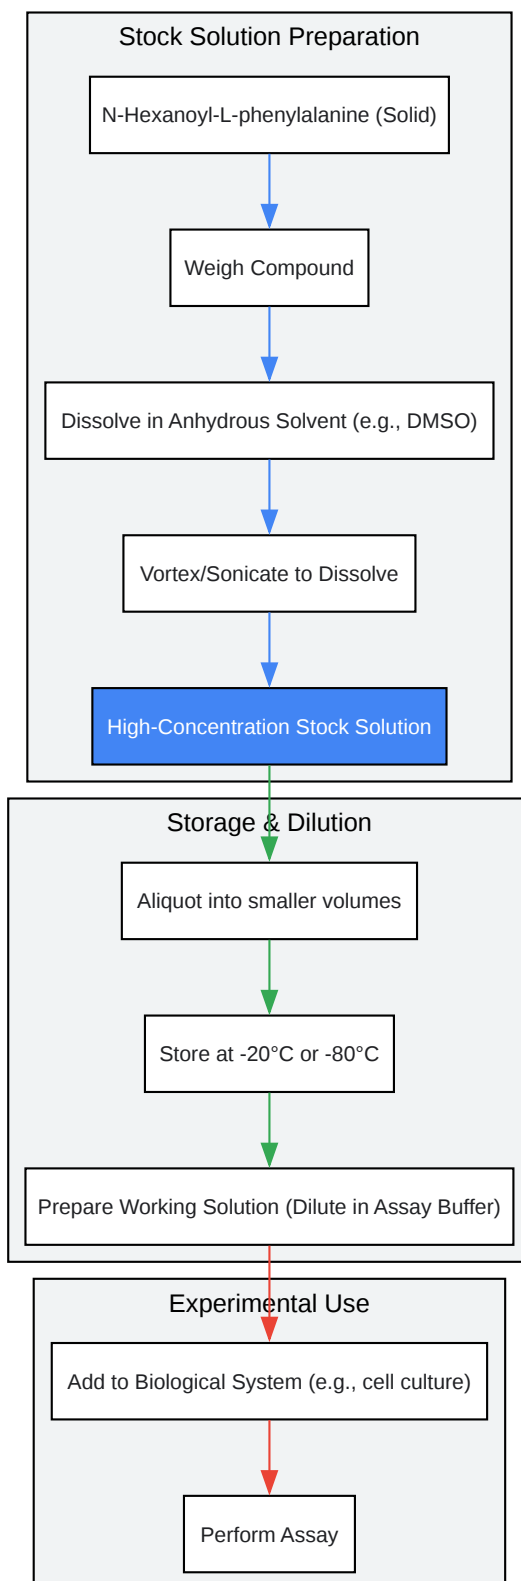 Stock Solution Preparation
N-Hexanoyl-L-phenylalanine (Solid)
Weigh Compound
Dissolve in Anhydrous Solvent (e.g., DMSO)
Vortex/Sonicate to Dissolve
High-Concentration Stock Solution
Storage & Dilution
Aliquot into smaller volumes
Store at -20°C or -80°C
Prepare Working Solution (Dilute in Assay Buffer)
Experimental Use
Add to Biological System (e.g., cell culture)
Perform Assay